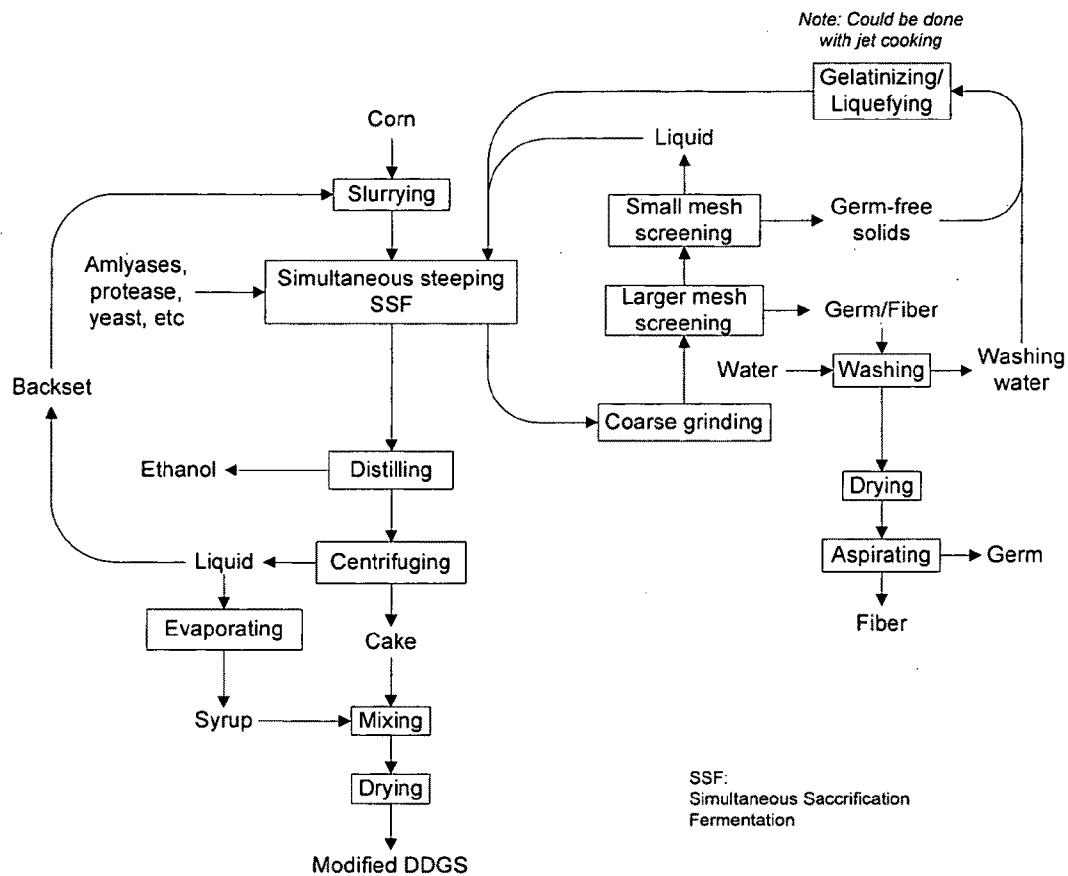 Note: Could be done
with jet cooking
Gelatinizing/
Liquefying
Corn
Liquid
Slurrying
Small mesh
screening
Germ-free
solids
Amlyases,
protease,
yeast, etc
Simultaneous steeping
SSF
Larger mesh
screening
Germ/Fiber
Backset
Water
Washing
Washing
water
Coarse grinding
Ethanol
Distilling
Drying
Liquid
Centrifuging
Aspirating
Germ
Evaporating
Cake
Fiber
Syrup
Mixing
Drying
SSF:
Simultaneous Saccrification
Fermentation
Modified DDGS